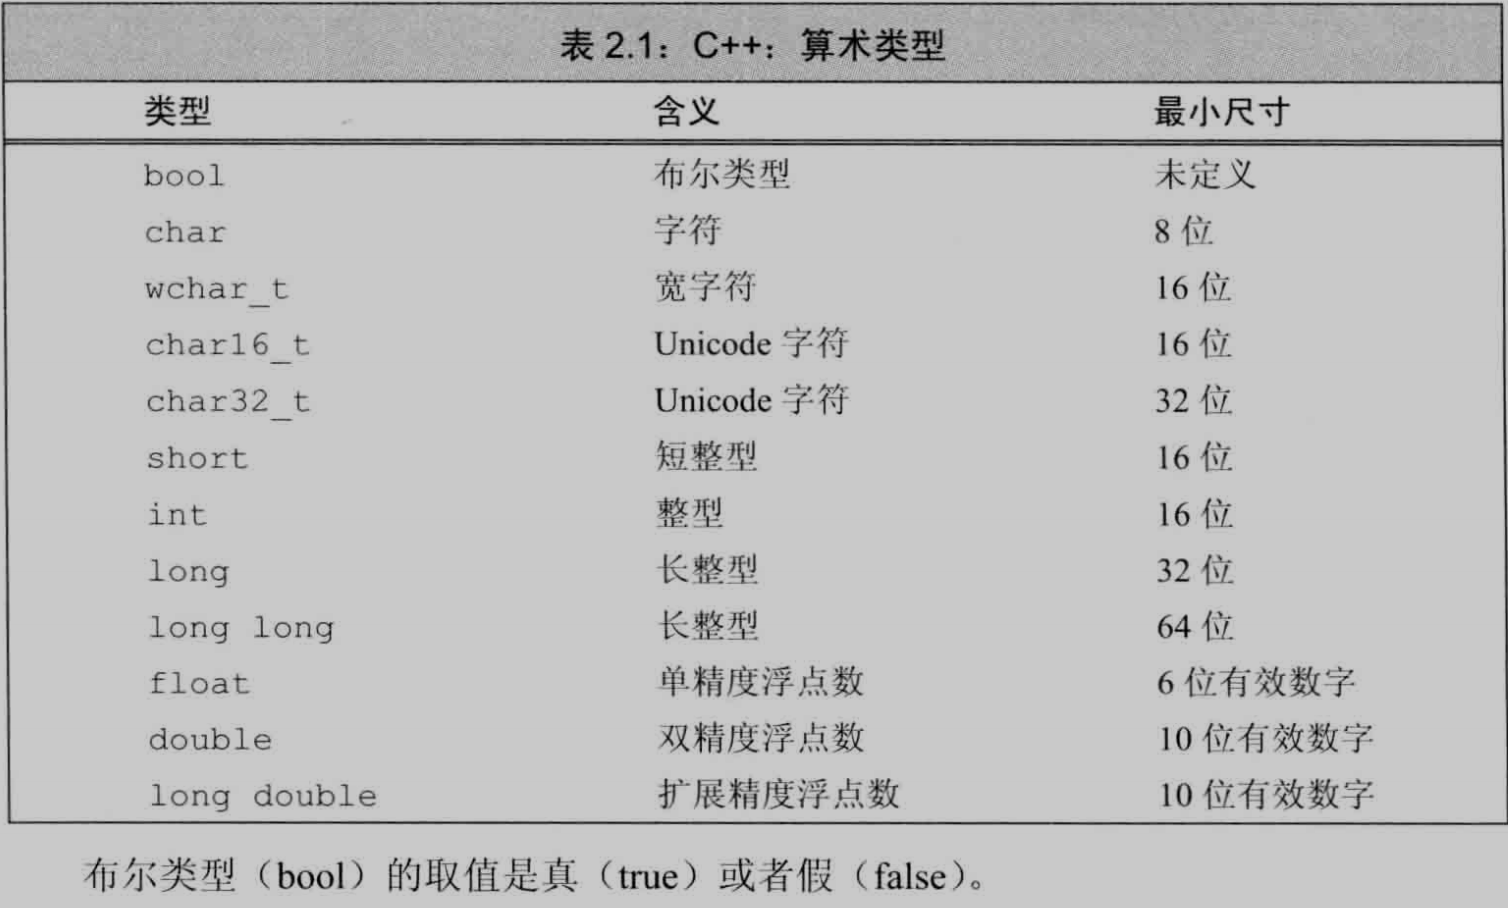 表 2.1：C++：算术类型
类型 含义 最小尺寸
bool 布尔类型 未定义
char 字符 8 位
wchar_t 宽字符 16 位
char16_t Unicode 字符 16 位
char32_t Unicode 字符 32 位
short 短整型 16 位
int 整型 16 位
long 长整型 32 位
long long 长整型 64 位
float 单精度浮点数 6 位有效数字
double 双精度浮点数 10 位有效数字
long double 扩展精度浮点数 10 位有效数字
布尔类型（bool）的取值是真（true）或者假（false）。